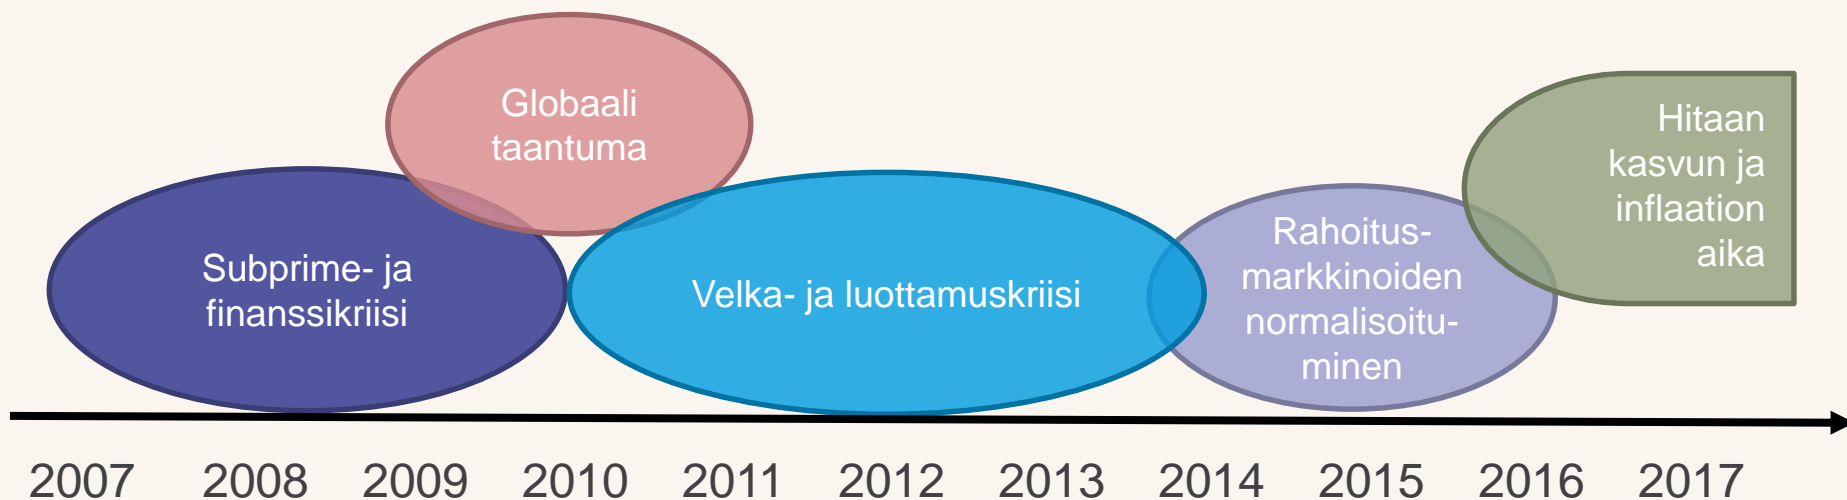 Globaali
taantuma
Subprime- ja
finanssikriisi
Velka- ja luottamuskriisi
Rahoitus-
markkinoiden
normalisoitu-
minen
Hitaan
kasvun ja
inflaation
aika
2007 2008 2009 2010 2011 2012 2013 2014 2015 2016 2017